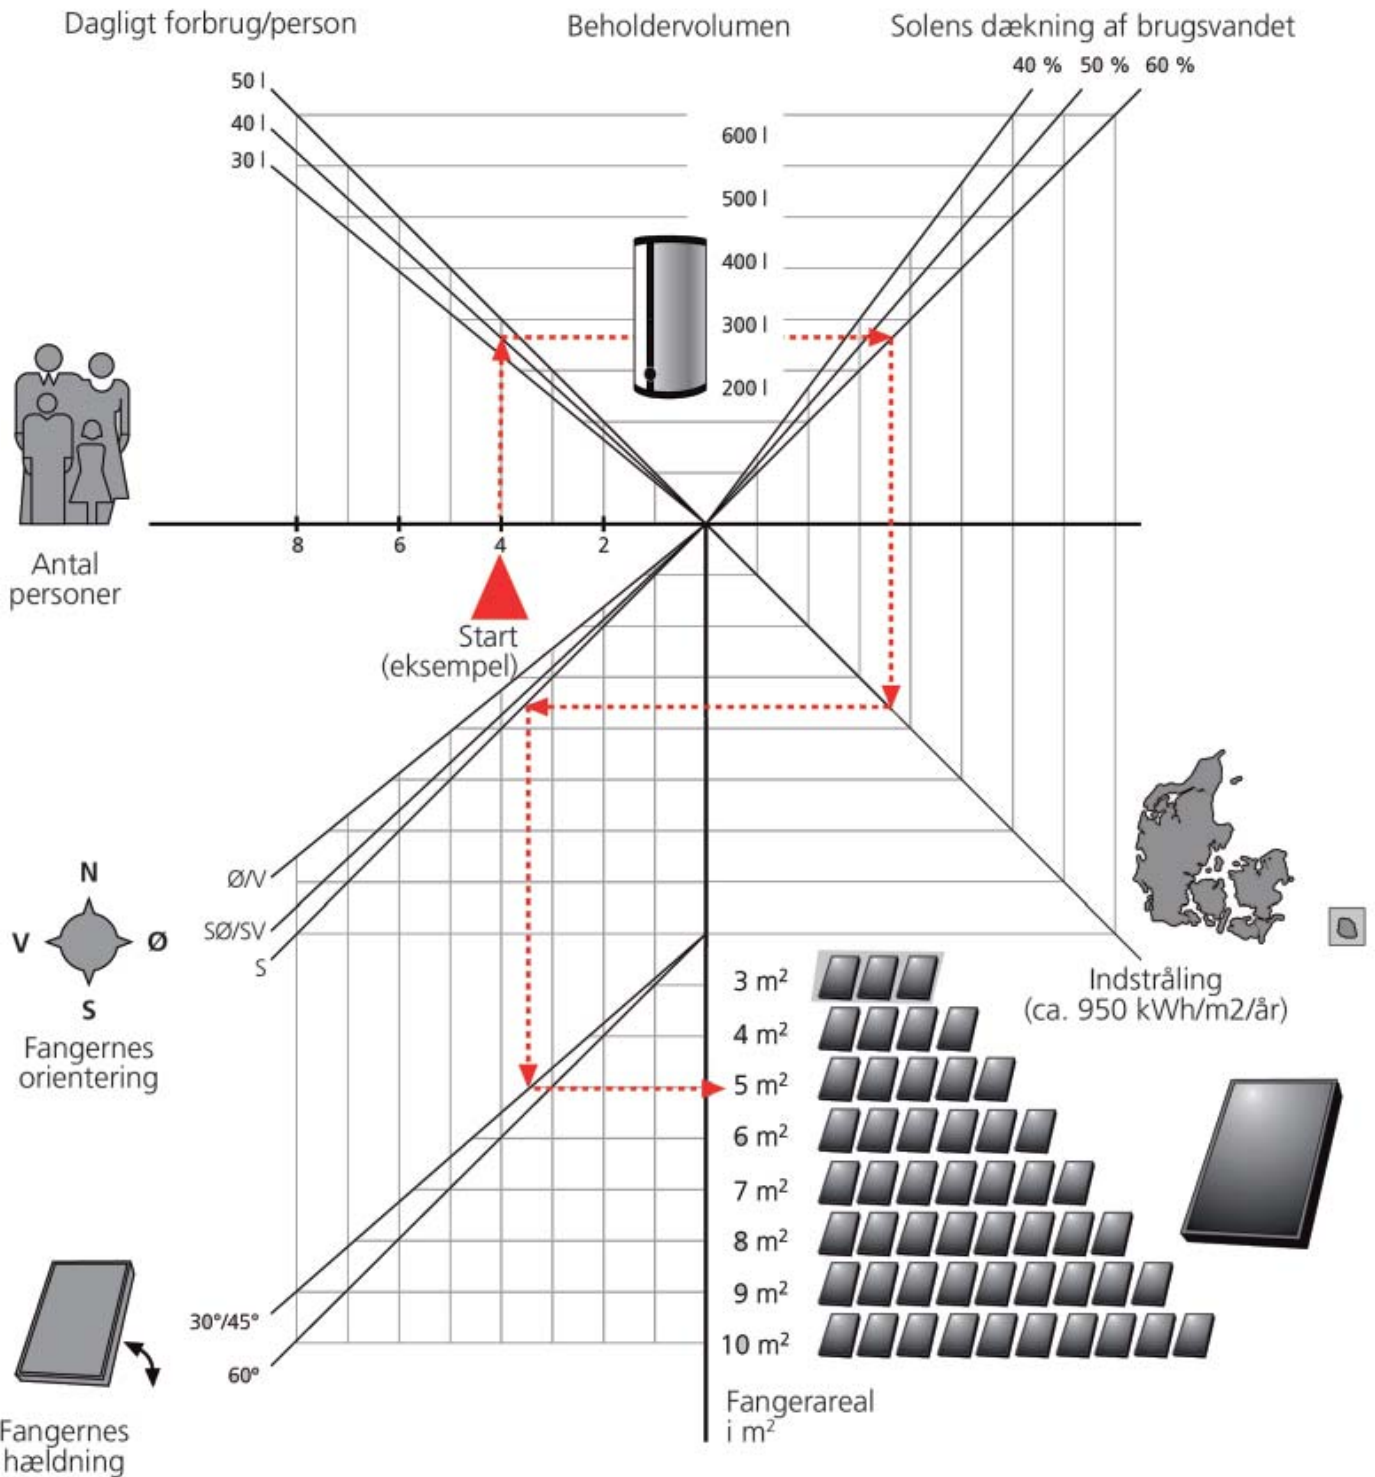 Dagligt forbrug/person
Beholdervolumen
Solens dækning af brugsvandet
40 % 50 % 60 %
50 l
40 l
30 l
600 l
500 l
400 l
300 l
200 l
8 6 4 2
Antal
personer
Start
(eksempel)
Ø/V
SØ/SV
S
N
V Ø
S
Fangernes
orientering
Indstråling
(ca. 950 kWh/m2/år)
3 m²
4 m²
5 m²
6 m²
7 m²
8 m²
9 m²
10 m²
30°/45°
60°
Fangerareal
i m²
Fangernes
hældning